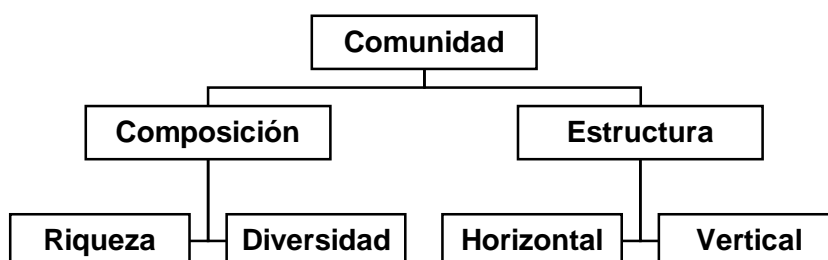 Comunidad
Composición Estructura
Riqueza Diversidad Horizontal Vertical